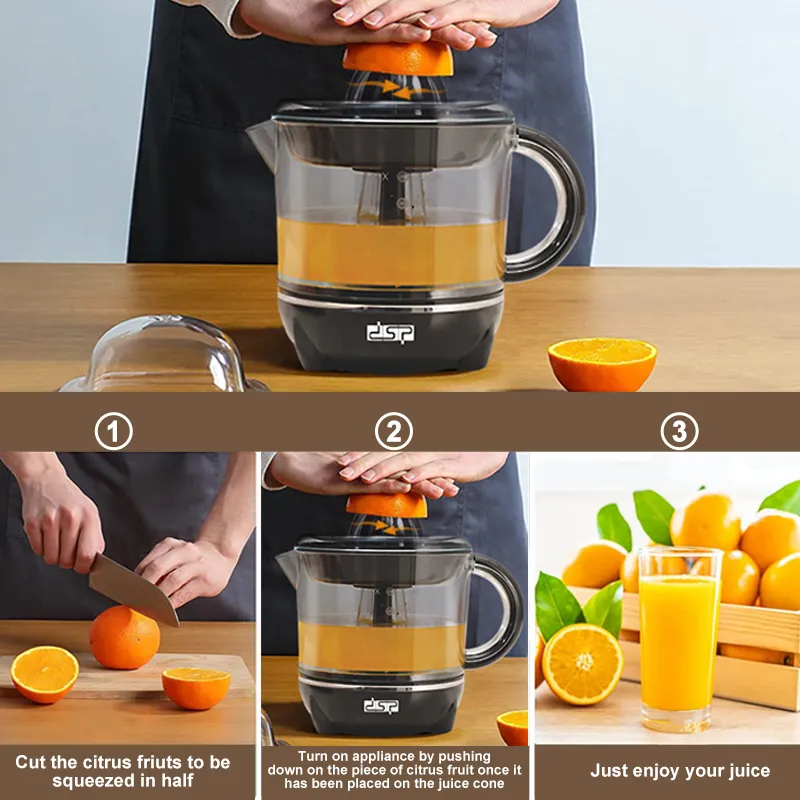 dsp
1
2
3
dsp
Cut the citrus friuts to be
squeezed in half
Turn on appliance by pushing
down on the piece of citrus fruit once it
has been placed on the juice cone
Just enjoy your juice